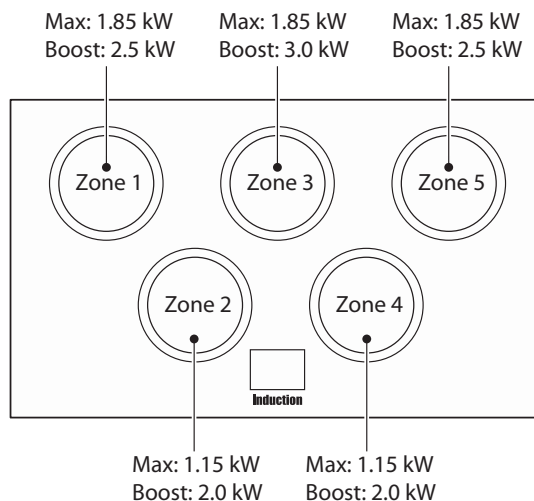 Max: 1.85 kW
Boost: 2.5 kW
Max: 1.85 kW
Boost: 3.0 kW
Max: 1.85 kW
Boost: 2.5 kW
Zone 1
Zone 3
Zone 5
Zone 2
Zone 4
Induction
Max: 1.15 kW
Boost: 2.0 kW
Max: 1.15 kW
Boost: 2.0 kW